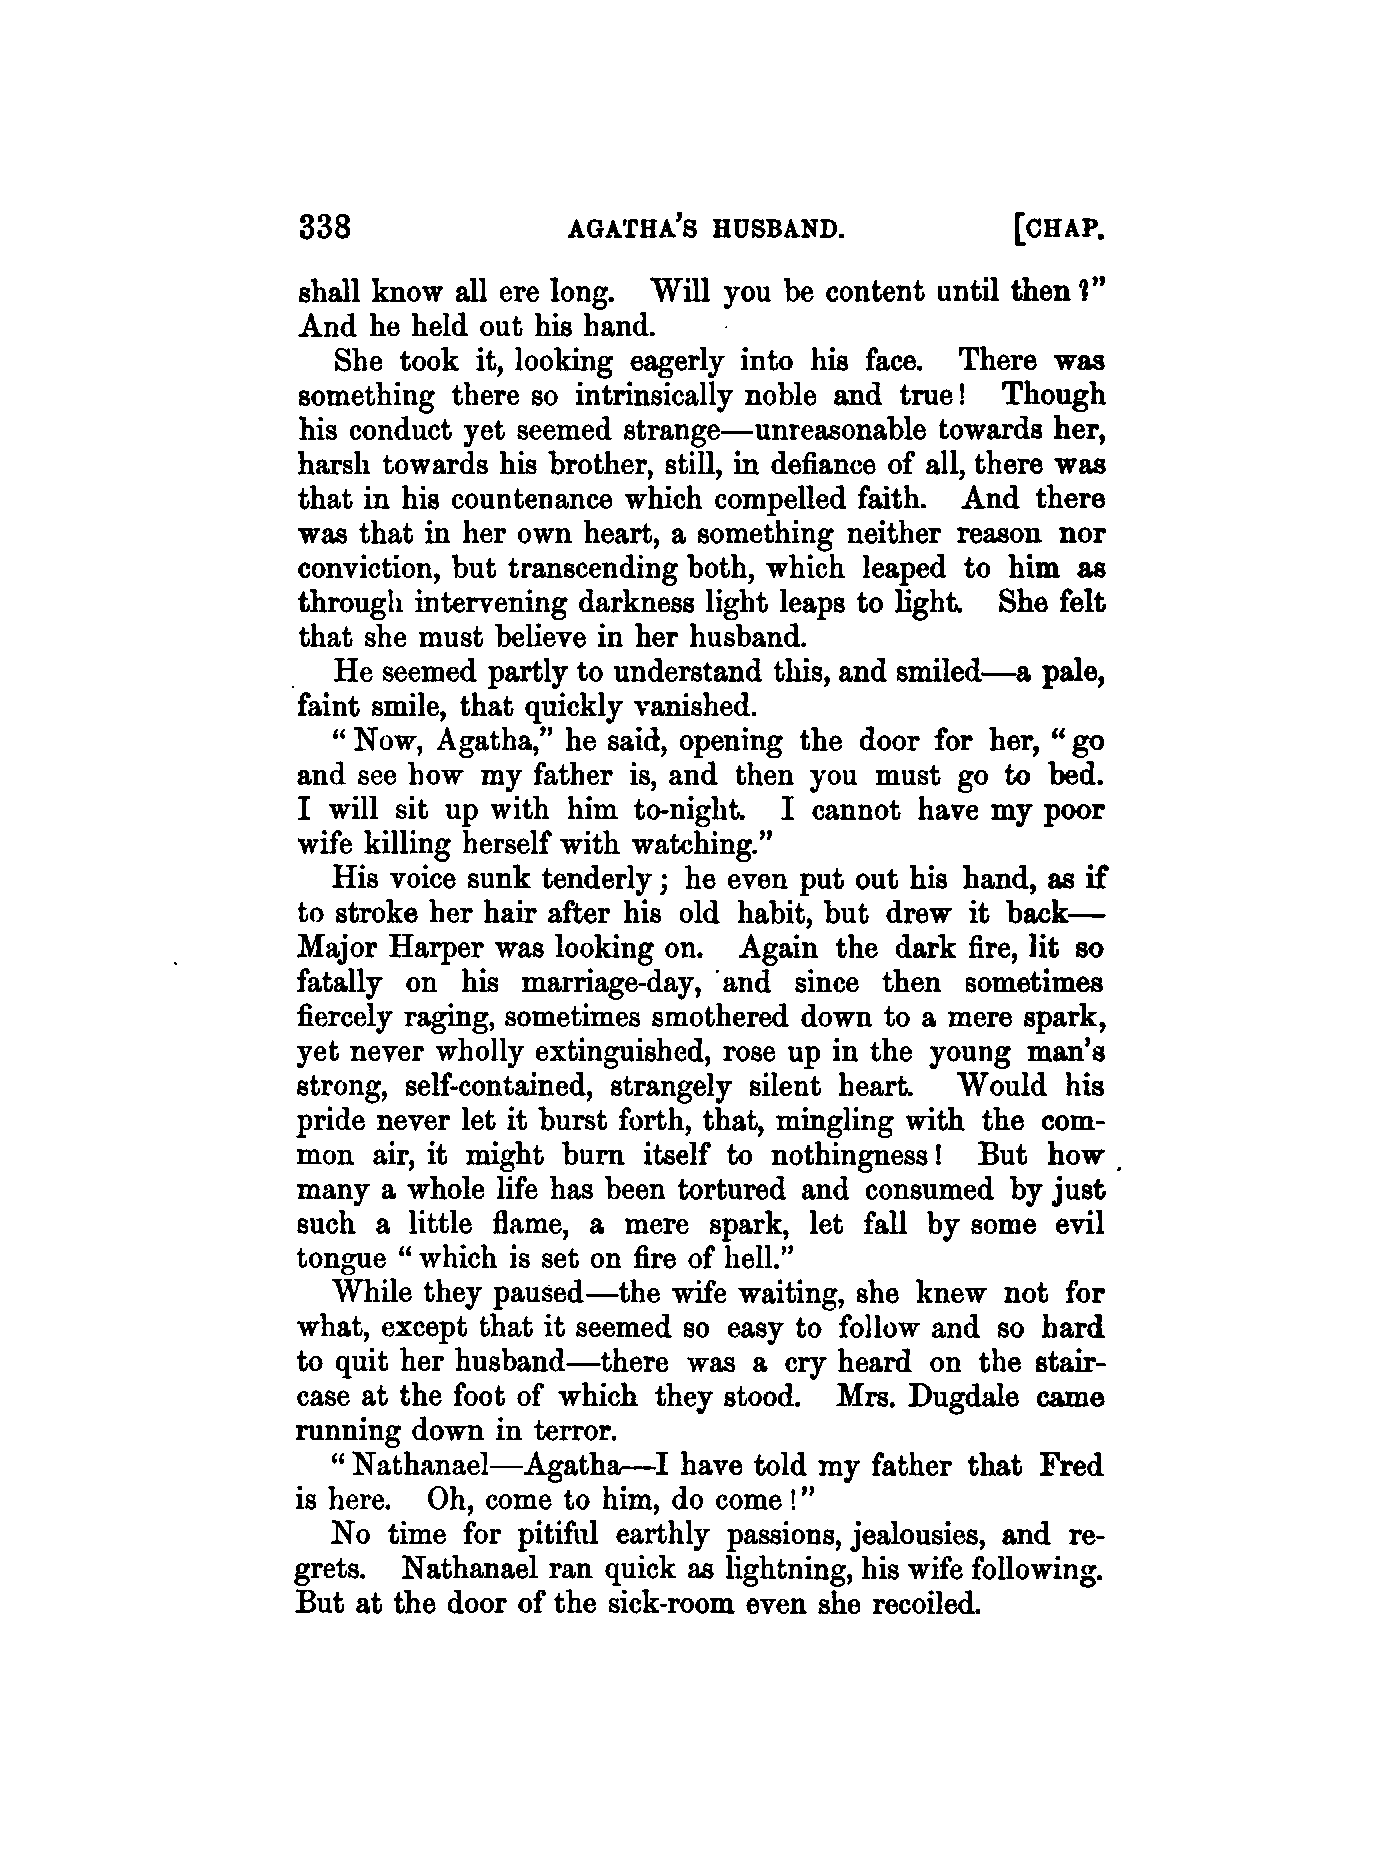 338 AGATHA'S HUSBAND. [CHAP.
shall know all ere long. Will you be content until then?"
And he held out his hand.
She took it, looking eagerly into his face. There was
something there so intrinsically noble and true! Though
his conduct yet seemed strange—unreasonable towards her,
harsh towards his brother, still, in defiance of all, there was
that in his countenance which compelled faith. And there
was that in her own heart, a something neither reason nor
conviction, but transcending both, which leaped to him as
through intervening darkness light leaps to light. She felt
that she must believe in her husband.
He seemed partly to understand this, and smiled—a pale,
faint smile, that quickly vanished.
"Now, Agatha," he said, opening the door for her, "go
and see how my father is, and then you must go to bed.
I will sit up with him to-night. I cannot have my poor
wife killing herself with watching."
His voice sunk tenderly; he even put out his hand, as if
to stroke her hair after his old habit, but drew it back—
Major Harper was looking on. Again the dark fire, lit so
fatally on his marriage-day, and since then sometimes
fiercely raging, sometimes smothered down to a mere spark,
yet never wholly extinguished, rose up in the young man's
strong, self-contained, strangely silent heart. Would his
pride never let it burst forth, that, mingling with the com-
mon air, it might burn itself to nothingness! But how
many a whole life has been tortured and consumed by just
such a little flame, a mere spark, let fall by some evil
tongue "which is set on fire of hell."
While they paused—the wife waiting, she knew not for
what, except that it seemed so easy to follow and so hard
to quit her husband—there was a cry heard on the stair-
case at the foot of which they stood. Mrs. Dugdale came
running down in terror.
"Nathanael—Agatha—I have told my father that Fred
is here. Oh, come to him, do come!"
No time for pitiful earthly passions, jealousies, and re-
grets. Nathanael ran quick as lightning, his wife following.
But at the door of the sick-room even she recoiled.